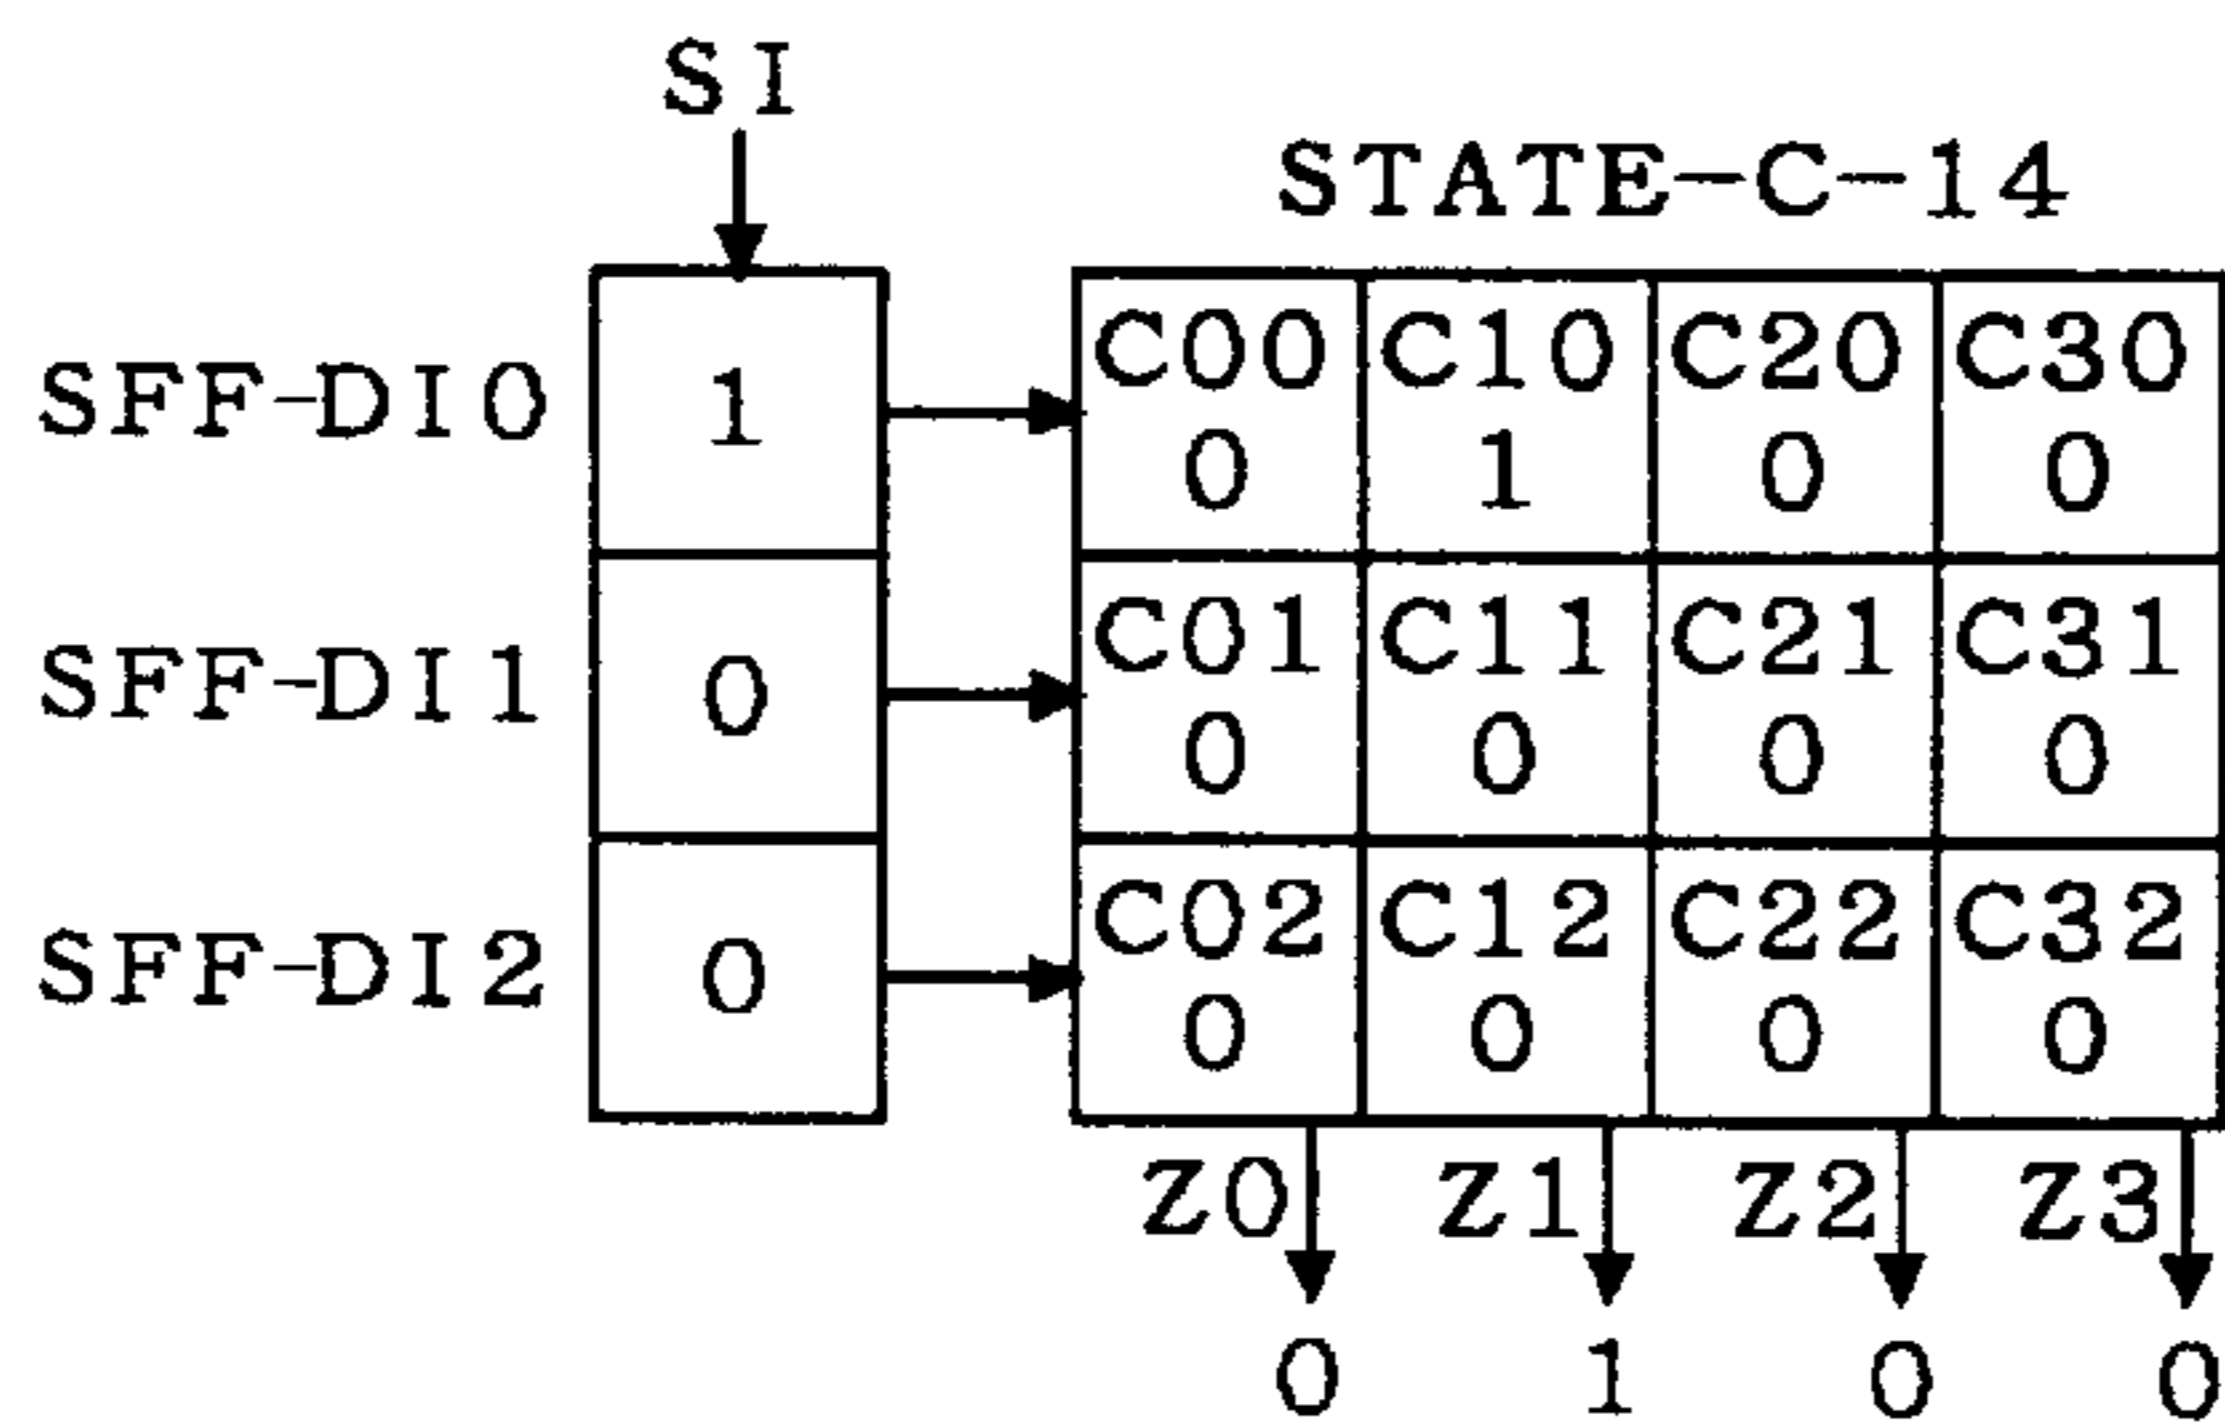 SI
STATE-C-14
SFF-DI0 1 C00 C10 C20 C30
0 1 0 0
SFF-DI1 0 C01 C11 C21 C31
0 0 0 0
SFF-DI2 0 C02 C12 C22 C32
0 0 0 0
Z0 Z1 Z2 Z3
0 1 0 0